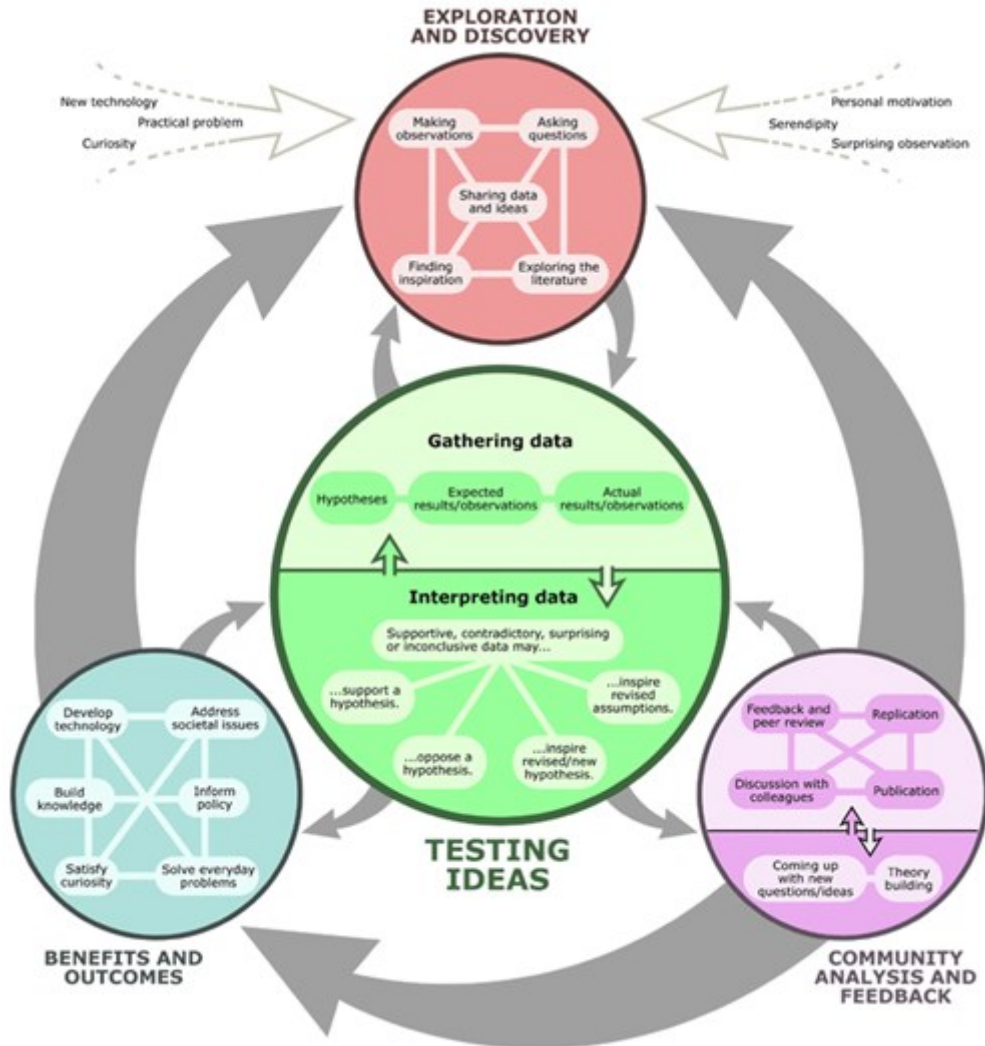 EXPLORATION
AND DISCOVERY
New technology
Practical problem
Curiosity
Personal motivation
Serendipity
Surprising observation
Making
observations
Asking
questions
Sharing data
and ideas
Finding
inspiration
Exploring the
literature
Gathering data
Hypotheses
Expected
results/observations
Actual
results/observations
Interpreting data
Supportive, contradictory, surprising
or inconclusive data may...
...support a
hypothesis.
...oppose a
hypothesis.
...inspire
revised/new
hypothesis.
...inspire
revised
assumptions.
TESTING
IDEAS
Develop
technology
Address
societal issues
Build
knowledge
Inform
policy
Satisfy
curiosity
Solve everyday
problems
BENEFITS AND
OUTCOMES
Feedback and
peer review
Replication
Discussion with
colleagues
Publication
Coming up
with new
questions/ideas
Theory
building
COMMUNITY
ANALYSIS AND
FEEDBACK